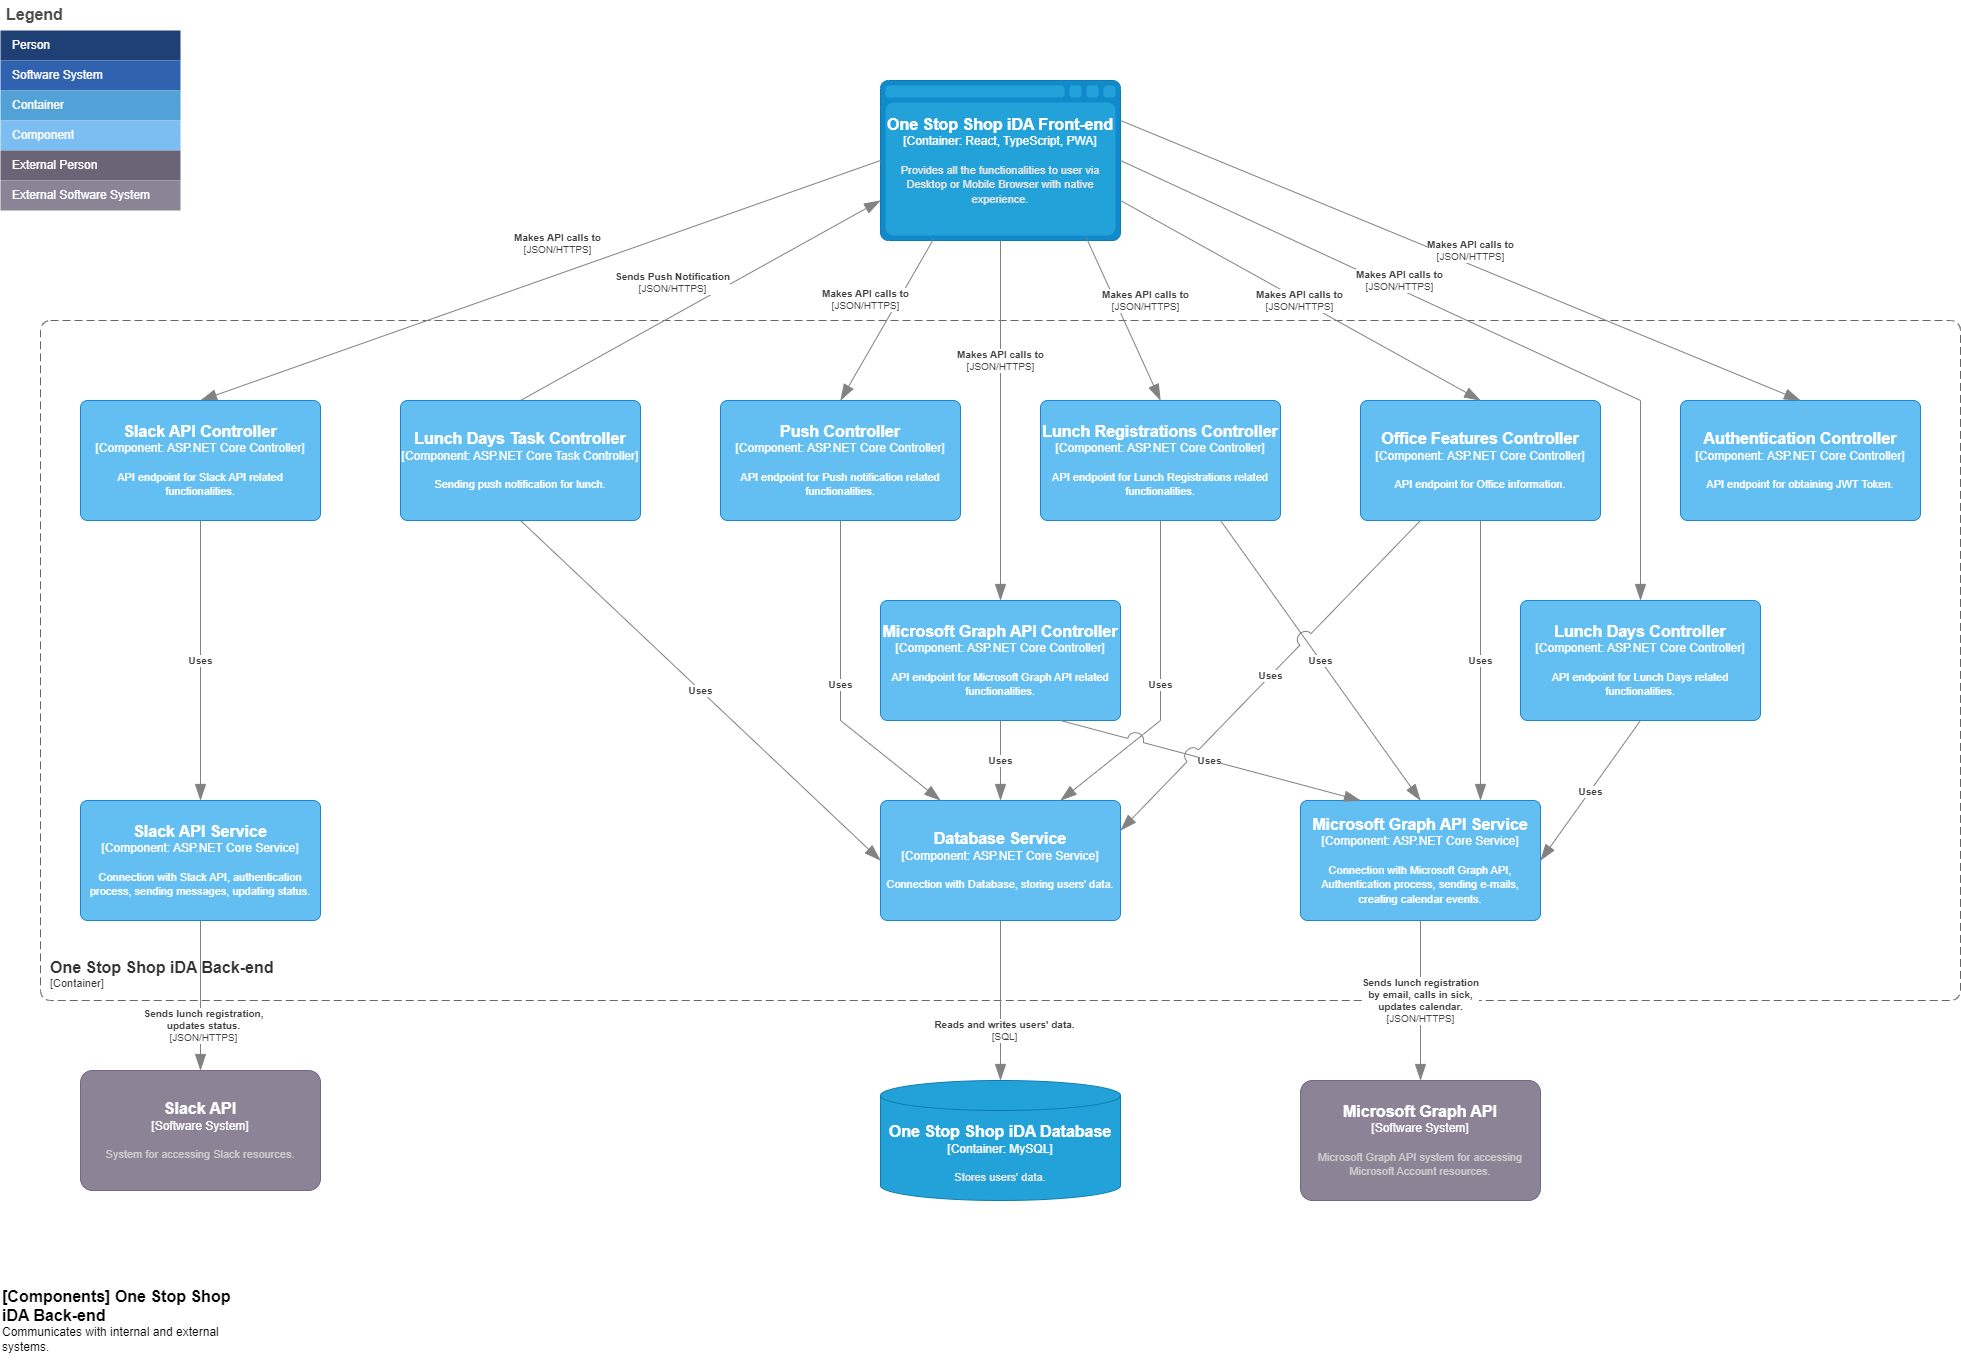 Legend
Person
Software System
Container
Component
External Person
External Software System
One Stop Shop iDA Front-end
[Container: React, TypeScript, PWA]
Provides all the functionalities to user via
Desktop or Mobile Browser with native
experience.
Makes API calls to
[JSON/HTTPS]
Sends Push Notification
[JSON/HTTPS]
Makes API calls to
[JSON/HTTPS]
Makes API calls to
[JSON/HTTPS]
Makes API calls to
[JSON/HTTPS]
Makes API calls to
[JSON/HTTPS]
Makes API calls to
[JSON/HTTPS]
Makes API calls to
[JSON/HTTPS]
Slack API Controller
[Component: ASP.NET Core Controller]
API endpoint for Slack API related
functionalities.
Lunch Days Task Controller
[Component: ASP.NET Core Task Controller]
Sending push notification for lunch.
Push Controller
[Component: ASP.NET Core Controller]
API endpoint for Push notification related
functionalities.
Lunch Registrations Controller
[Component: ASP.NET Core Controller]
API endpoint for Lunch Registrations related
functionalities.
Office Features Controller
[Component: ASP.NET Core Controller]
API endpoint for Office information.
Authentication Controller
[Component: ASP.NET Core Controller]
API endpoint for obtaining JWT Token.
Microsoft Graph API Controller
[Component: ASP.NET Core Controller]
API endpoint for Microsoft Graph API related
functionalities.
Lunch Days Controller
[Component: ASP.NET Core Controller]
API endpoint for Lunch Days related
functionalities.
Uses
Uses
Uses
Uses
Uses
Uses
Uses
Uses
Uses
Uses
Slack API Service
[Component: ASP.NET Core Service]
Connection with Slack API, authentication
process, sending messages, updating status.
Database Service
[Component: ASP.NET Core Service]
Connection with Database, storing users' data.
Microsoft Graph API Service
[Component: ASP.NET Core Service]
Connection with Microsoft Graph API,
Authentication process, sending e-mails,
creating calendar events.
One Stop Shop iDA Back-end
[Container]
Sends lunch registration,
updates status.
[JSON/HTTPS]
Reads and writes users' data.
[SQL]
Sends lunch registration
by email, calls in sick,
updates calendar.
[JSON/HTTPS]
Slack API
[Software System]
System for accessing Slack resources.
One Stop Shop iDA Database
[Container: MySQL]
Stores users' data.
Microsoft Graph API
[Software System]
Microsoft Graph API system for accessing
Microsoft Account resources.
[Components] One Stop Shop
iDA Back-end
Communicates with internal and external
systems.